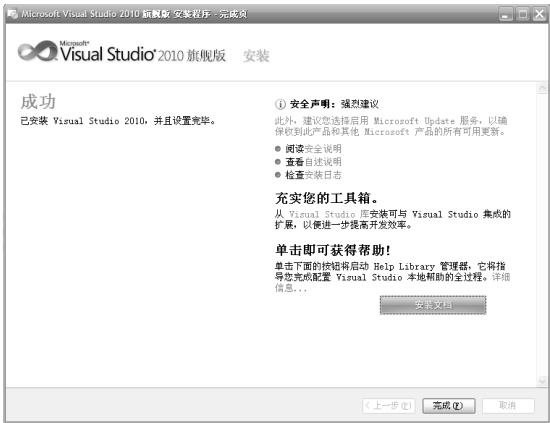 Microsoft Visual Studio 2010 旗舰版 安装程序 - 完成页
Microsoft®
Visual Studio® 2010 旗舰版 安装
成功
已安装 Visual Studio 2010，并且设置完毕。
安全声明：强烈建议
此外，建议您选择启用 Microsoft Update 服务，以确
保收到此产品和其他 Microsoft 产品的所有可用更新。
阅读安全说明
查看自述说明
检查安装日志
充实您的工具箱。
从 Visual Studio 库安装可与 Visual Studio 集成的
扩展，以便进一步提高开发效率。
单击即可获得帮助!
单击下面的按钮将启动 Help Library 管理器，它将指
导您完成配置 Visual Studio 本地帮助的全过程。详细
信息...
安装文档
< 上一步(P) 完成(F) 取消